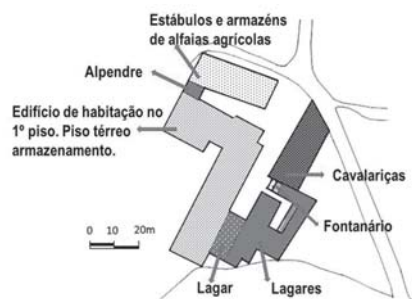 Estábulos e armazéns
de alfaias agrícolas
Alpendre
Edifício de habitação no
1º piso. Piso térreo
armazenamento.
Cavalariças
Fontanário
0 10 20m
Lagar
Lagares